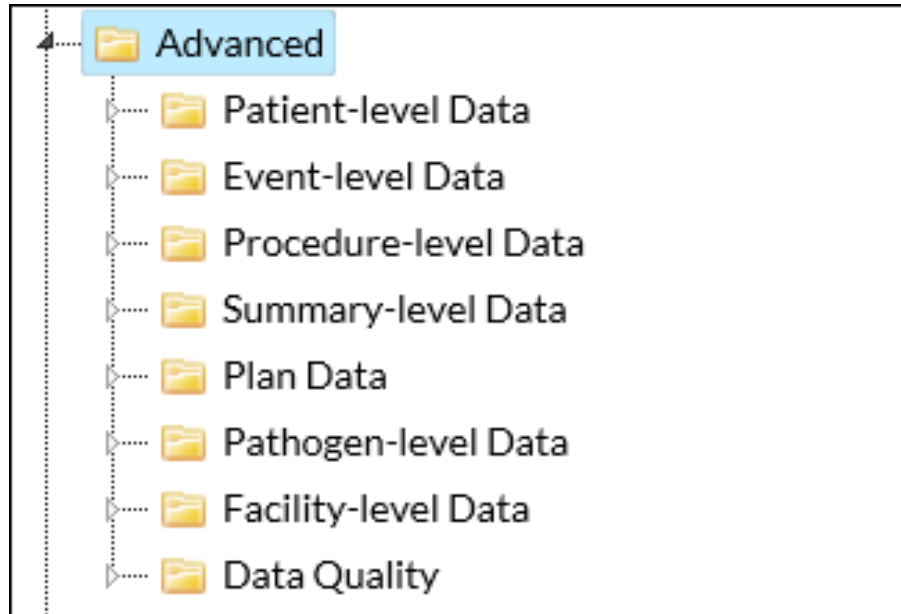 Advanced
Patient-level Data
Event-level Data
Procedure-level Data
Summary-level Data
Plan Data
Pathogen-level Data
Facility-level Data
Data Quality